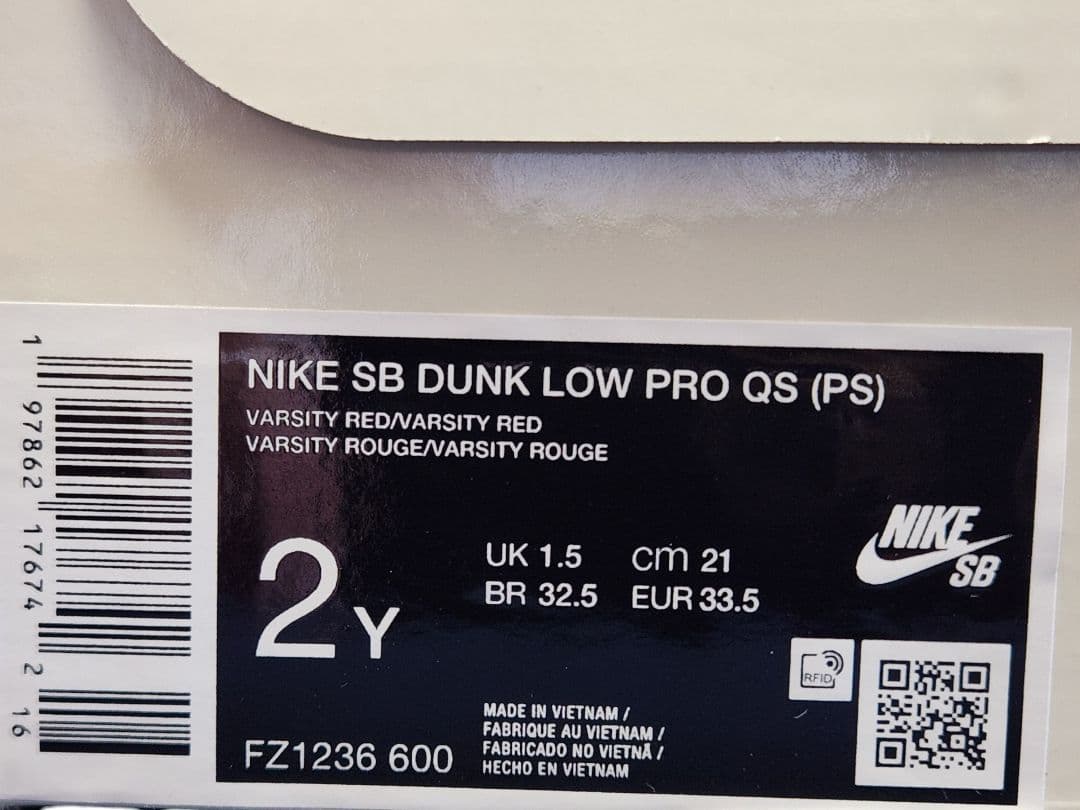 NIKE SB DUNK LOW PRO QS (PS)
VARSITY RED/VARSITY RED
VARSITY ROUGE/VARSITY ROUGE
2Y
UK 1.5 cm 21
BR 32.5 EUR 33.5
NIKE
SB
RFID
MADE IN VIETNAM /
FABRIQUE AU VIETNAM /
FABRICADO NO VIETNÃ /
HECHO EN VIETNAM
FZ1236 600
1 97862 17674 2 16